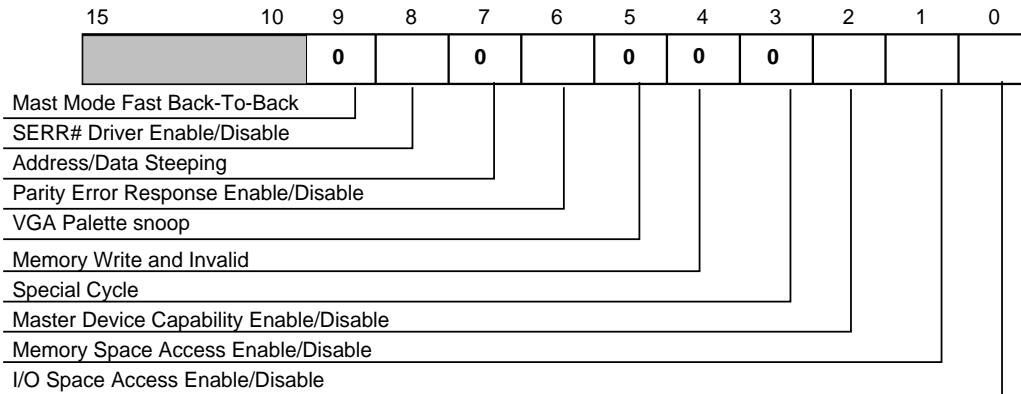 15 10 9 8 7 6 5 4 3 2 1 0
0 0 0 0 0
Mast Mode Fast Back-To-Back
SERR# Driver Enable/Disable
Address/Data Steeping
Parity Error Response Enable/Disable
VGA Palette snoop
Memory Write and Invalid
Special Cycle
Master Device Capability Enable/Disable
Memory Space Access Enable/Disable
I/O Space Access Enable/Disable